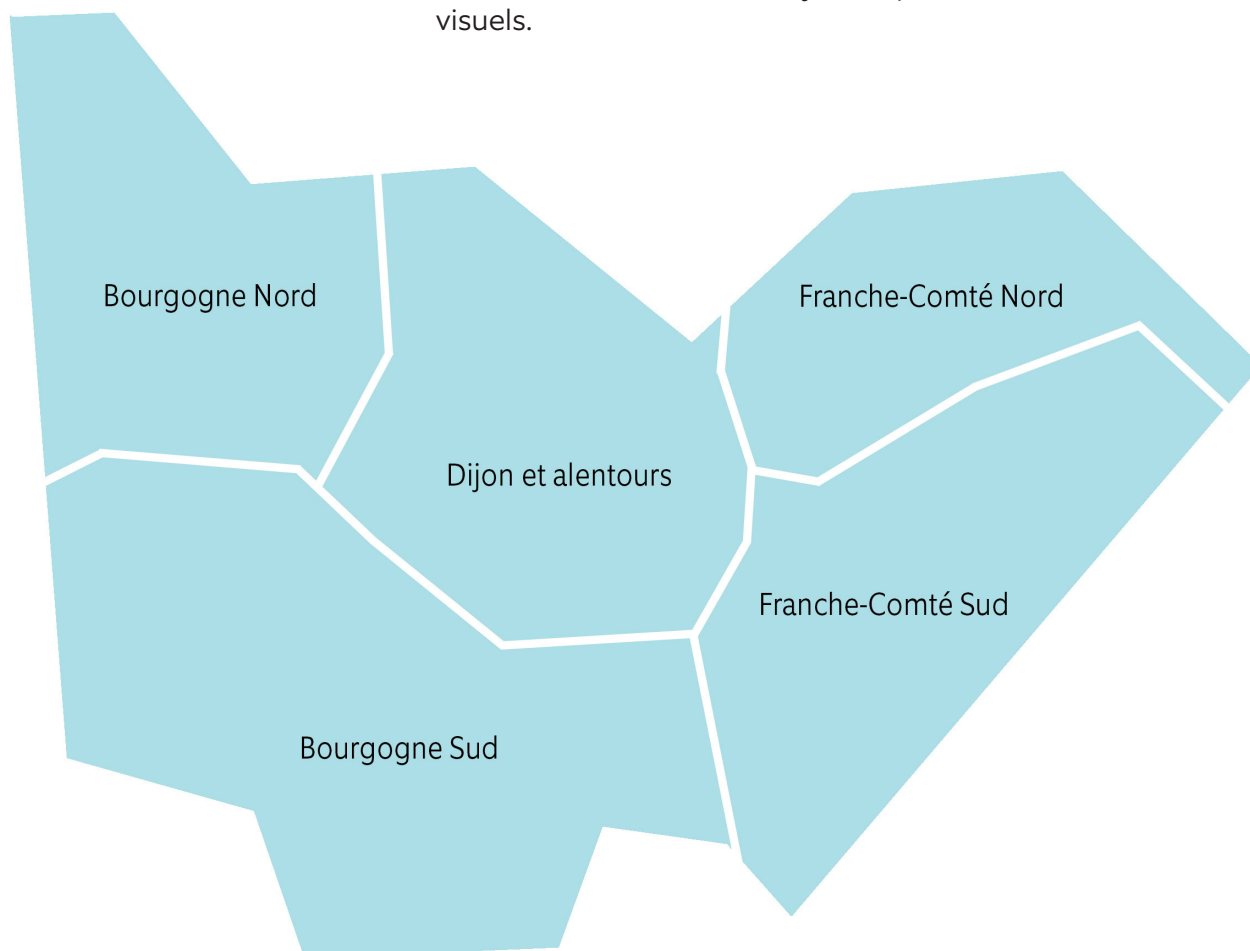 visuels.
Bourgogne Nord
Franche-Comté Nord
Dijon et alentours
Franche-Comté Sud
Bourgogne Sud